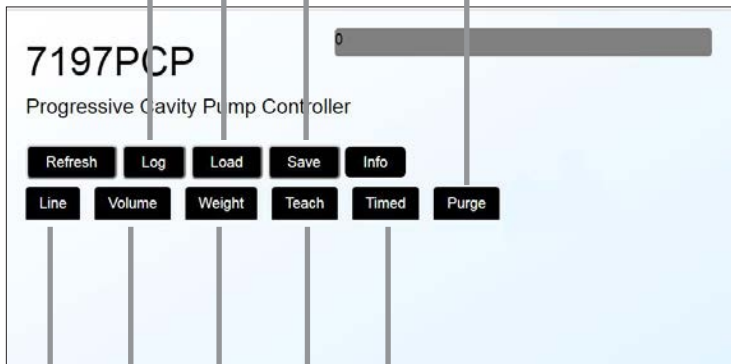 0
7197PCP
Progressive Cavity Pump Controller
Refresh Log Load Save Info
Line Volume Weight Teach Timed Purge